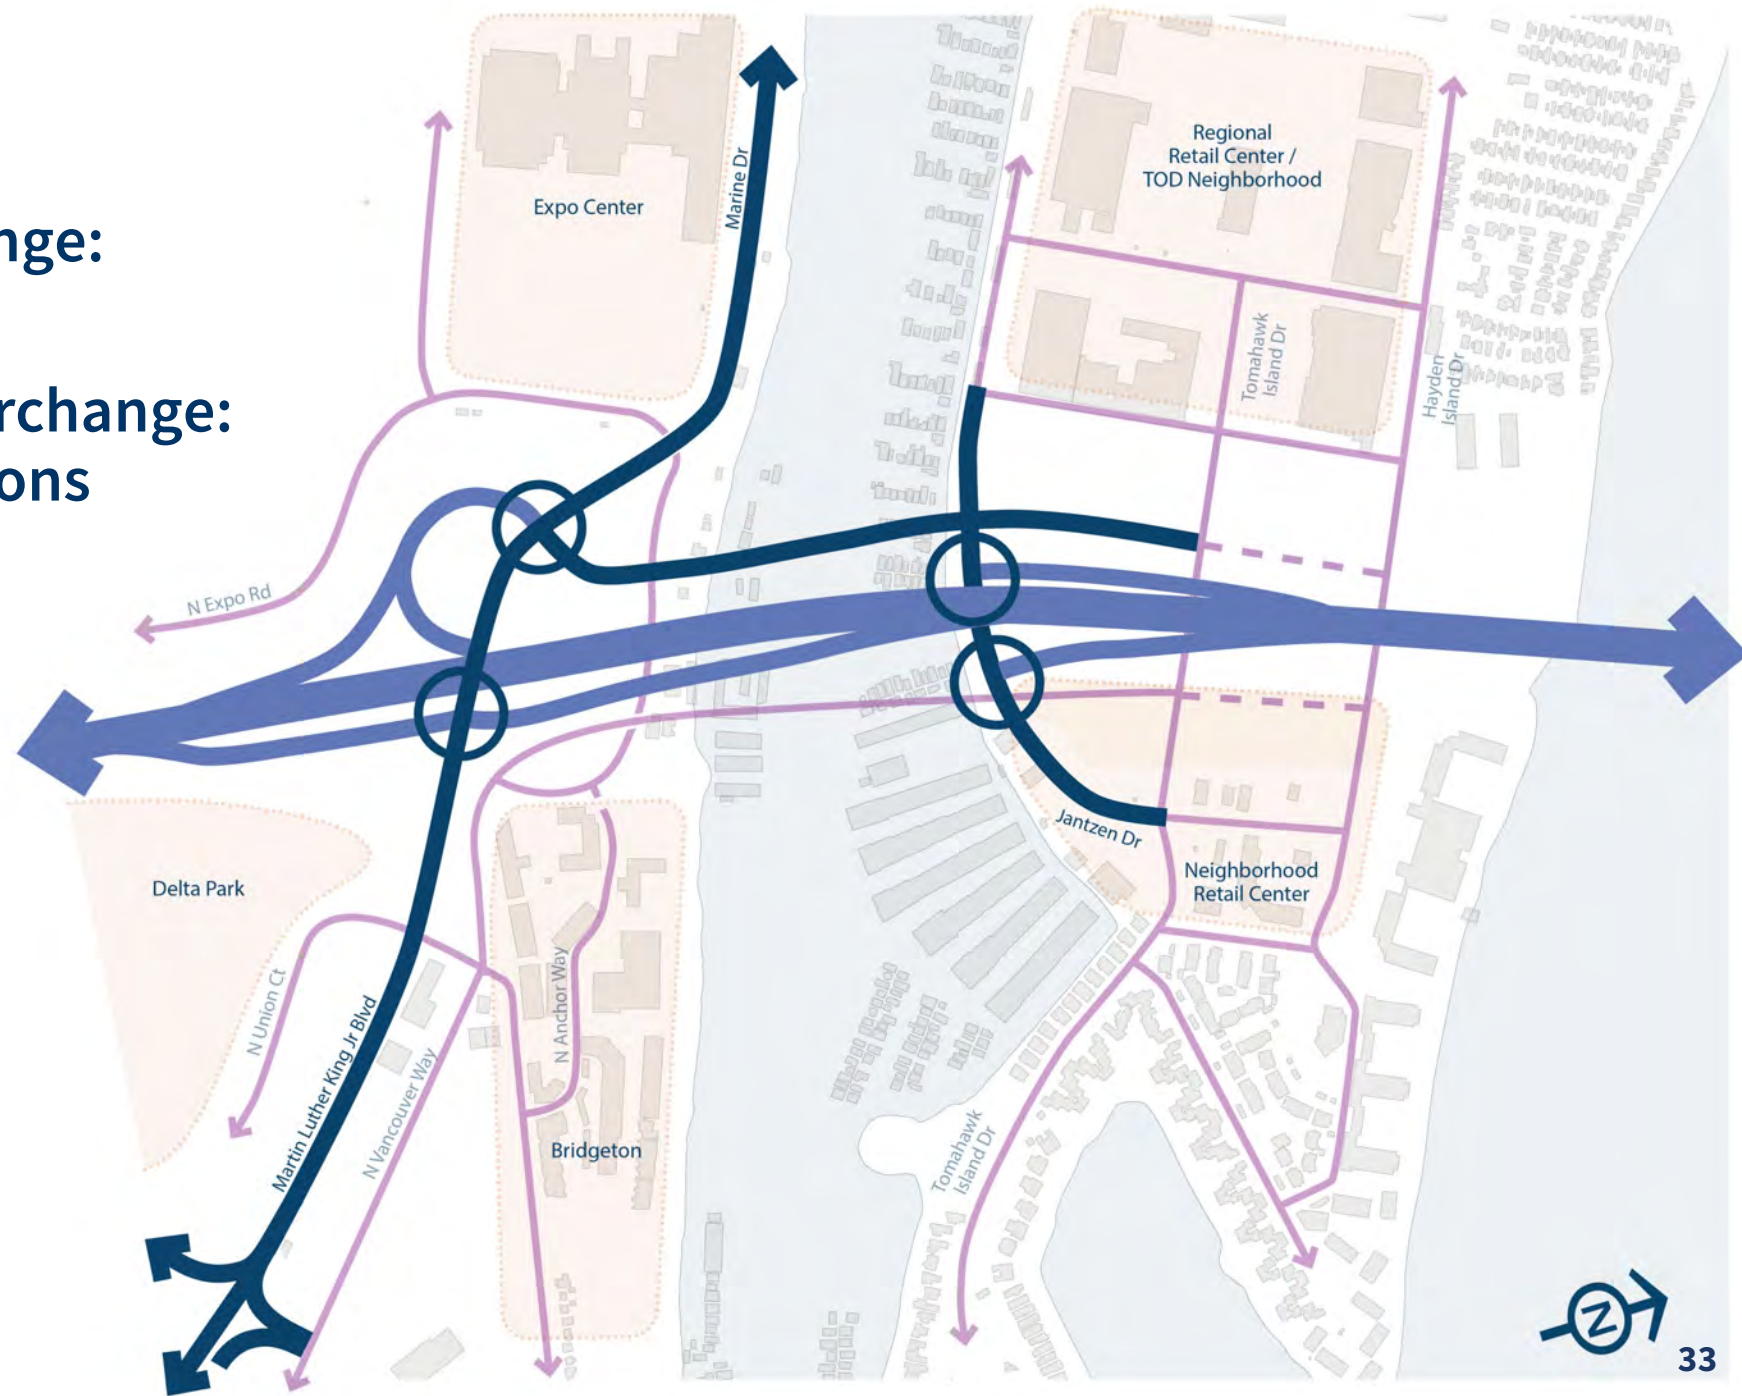 nge:
rchange:
ons
Expo Center
Marine Dr
Regional
Retail Center /
TOD Neighborhood
Tomahawk
Island Dr
Hayden
Island Dr
N Expo Rd
Delta Park
N Union Ct
Martin Luther King Jr Blvd
N Vancouver Way
N Anchor Way
Bridgeton
Jantzen Dr
Neighborhood
Retail Center
Tomahawk
Island Dr
N
33